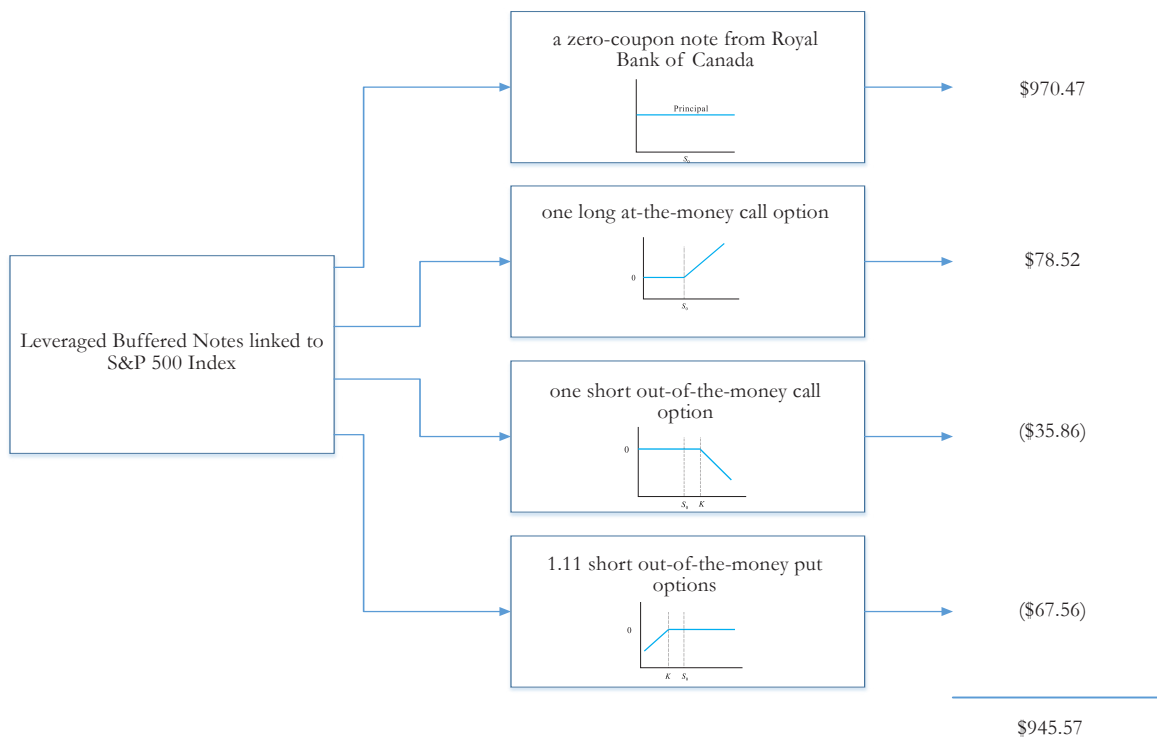 a zero-coupon note from Royal
Bank of Canada
Principal
S₀
$970.47
one long at-the-money call option
0
S₀
$78.52
Leveraged Buffered Notes linked to
S&P 500 Index
one short out-of-the-money call
option
0
S₀ K
($35.86)
1.11 short out-of-the-money put
options
0
K S₀
($67.56)
$945.57